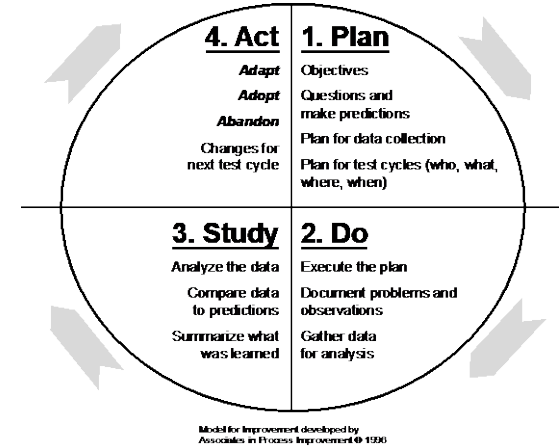 4. Act
Adapt
Adopt
Abandon
Changes for
next test cycle
1. Plan
Objectives
Questions and
make predictions
Plan for data collection
Plan for test cycles (who, what,
where, when)
3. Study
Analyze the data
Compare data
to predictions
Summarize what
was learned
2. Do
Execute the plan
Document problems and
observations
Gather data
for analysis
Model for Improvement developed by
Associates in Process Improvement © 1996